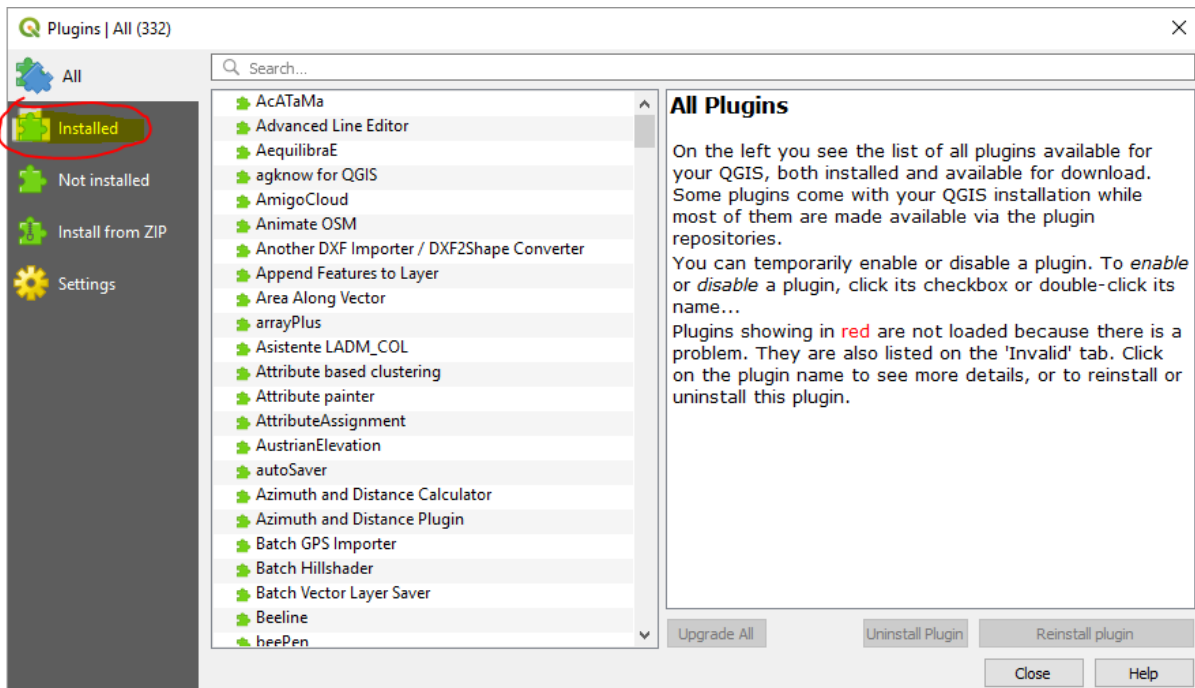 Plugins | All (332)
All
Installed
Not installed
Install from ZIP
Settings
Search...
AcATaMa
Advanced Line Editor
AequilibraE
agknow for QGIS
AmigoCloud
Animate OSM
Another DXF Importer / DXF2Shape Converter
Append Features to Layer
Area Along Vector
arrayPlus
Asistente LADM_COL
Attribute based clustering
Attribute painter
AttributeAssignment
AustrianElevation
autoSaver
Azimuth and Distance Calculator
Azimuth and Distance Plugin
Batch GPS Importer
Batch Hillshader
Batch Vector Layer Saver
Beeline
beePen
All Plugins
On the left you see the list of all plugins available for
your QGIS, both installed and available for download.
Some plugins come with your QGIS installation while
most of them are made available via the plugin
repositories.
You can temporarily enable or disable a plugin. To enable
or disable a plugin, click its checkbox or double-click its
name...
Plugins showing in red are not loaded because there is a
problem. They are also listed on the 'Invalid' tab. Click
on the plugin name to see more details, or to reinstall or
uninstall this plugin.
Upgrade All
Uninstall Plugin
Reinstall plugin
Close
Help